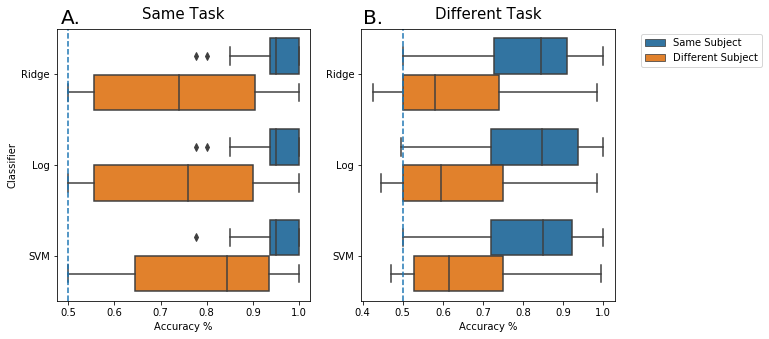 A.
Same Task
B.
Different Task
Same Subject
Different Subject
Classifier
Ridge
Log
SVM
0.5 0.6 0.7 0.8 0.9 1.0
Accuracy %
Ridge
Log
SVM
0.4 0.5 0.6 0.7 0.8 0.9 1.0
Accuracy %